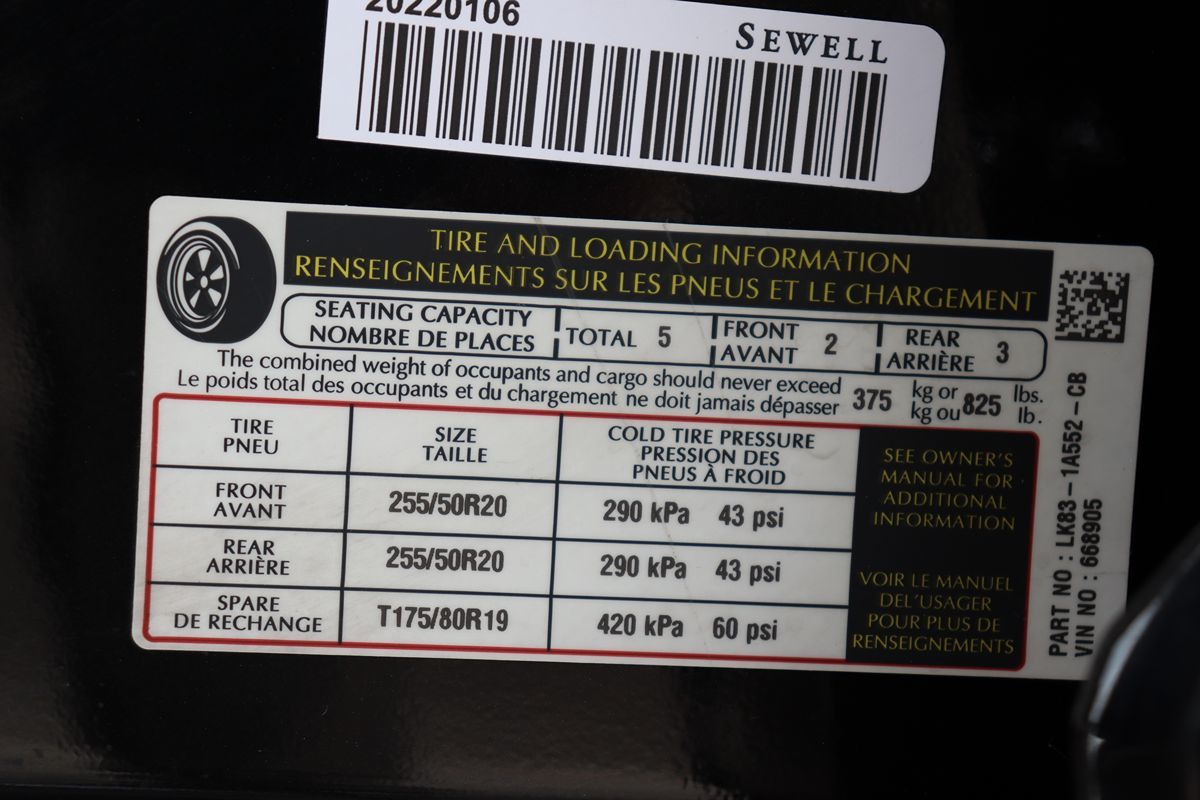 20220106
SEWELL
TIRE AND LOADING INFORMATION
RENSEIGNEMENTS SUR LES PNEUS ET LE CHARGEMENT
SEATING CAPACITY
NOMBRE DE PLACES
TOTAL 5
FRONT
AVANT 2
REAR
ARRIÈRE 3
The combined weight of occupants and cargo should never exceed 375 kg or 825 lbs.
Le poids total des occupants et du chargement ne doit jamais dépasser kg ou lb.
TIRE
PNEU
SIZE
TAILLE
COLD TIRE PRESSURE
PRESSION DES
PNEUS À FROID
FRONT
AVANT
255/50R20
290 kPa 43 psi
REAR
ARRIÈRE
255/50R20
290 kPa 43 psi
SPARE
DE RECHANGE
T175/80R19
420 kPa 60 psi
SEE OWNER'S
MANUAL FOR
ADDITIONAL
INFORMATION
VOIR LE MANUEL
DEL'USAGER
POUR PLUS DE
RENSEIGNEMENTS
PART NO : LK83-1A552-CB
VIN NO : 668905